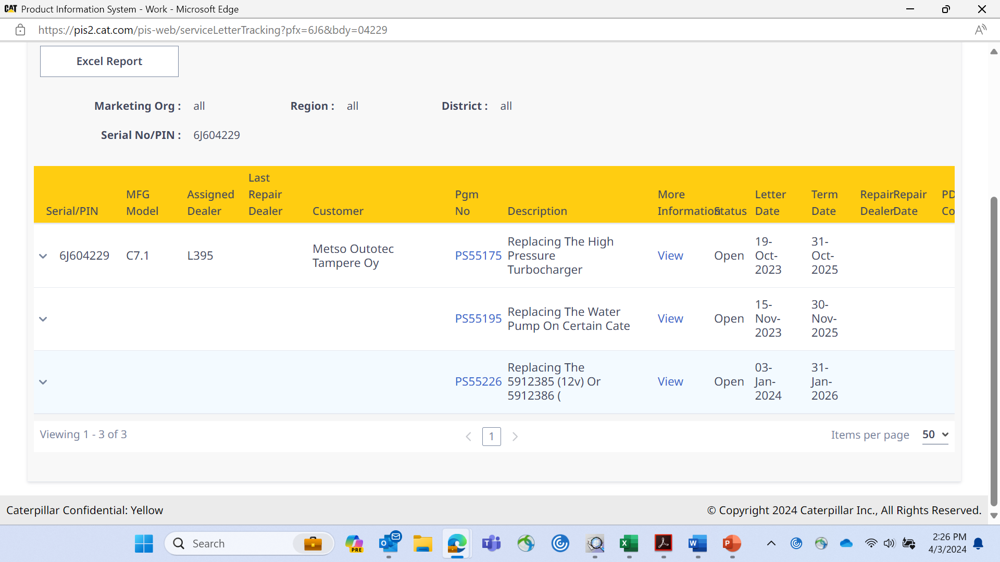 CAT Product Information System - Work - Microsoft Edge
https://pis2.cat.com/pis-web/serviceLetterTracking?pfx=6J6&bdy=04229
Excel Report
Marketing Org : all Region : all District : all
Serial No/PIN : 6J604229
Serial/PIN MFG Model Assigned Dealer Last Repair Dealer Customer Pgm No Description More Information Status Letter Date Term Date Repair Dealer Repair Date PD Co
6J604229 C7.1 L395 Metso Outotec Tampere Oy PS55175 Replacing The High Pressure Turbocharger View Open 19-Oct-2023 31-Oct-2025
PS55195 Replacing The Water Pump On Certain Cate View Open 15-Nov-2023 30-Nov-2025
PS55226 Replacing The 5912385 (12v) Or 5912386 ( View Open 03-Jan-2024 31-Jan-2026
Viewing 1 - 3 of 3
1
Items per page 50
Caterpillar Confidential: Yellow
© Copyright 2024 Caterpillar Inc., All Rights Reserved.
Search
PRE
2:26 PM
4/3/2024